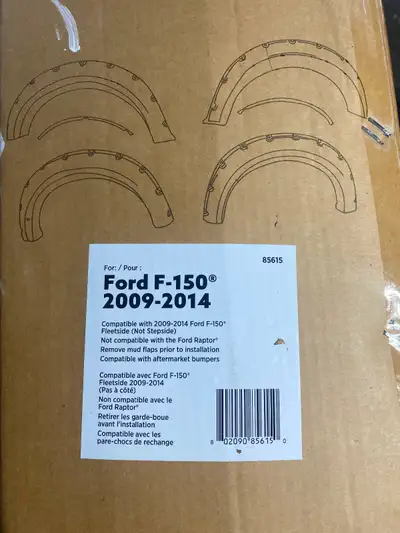 For: / Pour :
85615
Ford F-150®
2009-2014
Compatible with 2009-2014 Ford F-150®
Fleetside (Not Stepside)
Not compatible with the Ford Raptor®
Remove mud flaps prior to installation
Compatible with aftermarket bumpers
Compatible avec Ford F-150®
Fleetside 2009-2014
(Pas à côté)
Non compatible avec le
Ford Raptor®
Retirer les garde-boue
avant l'installation
Compatible avec les
pare-chocs de rechange
8 02090 85615 0